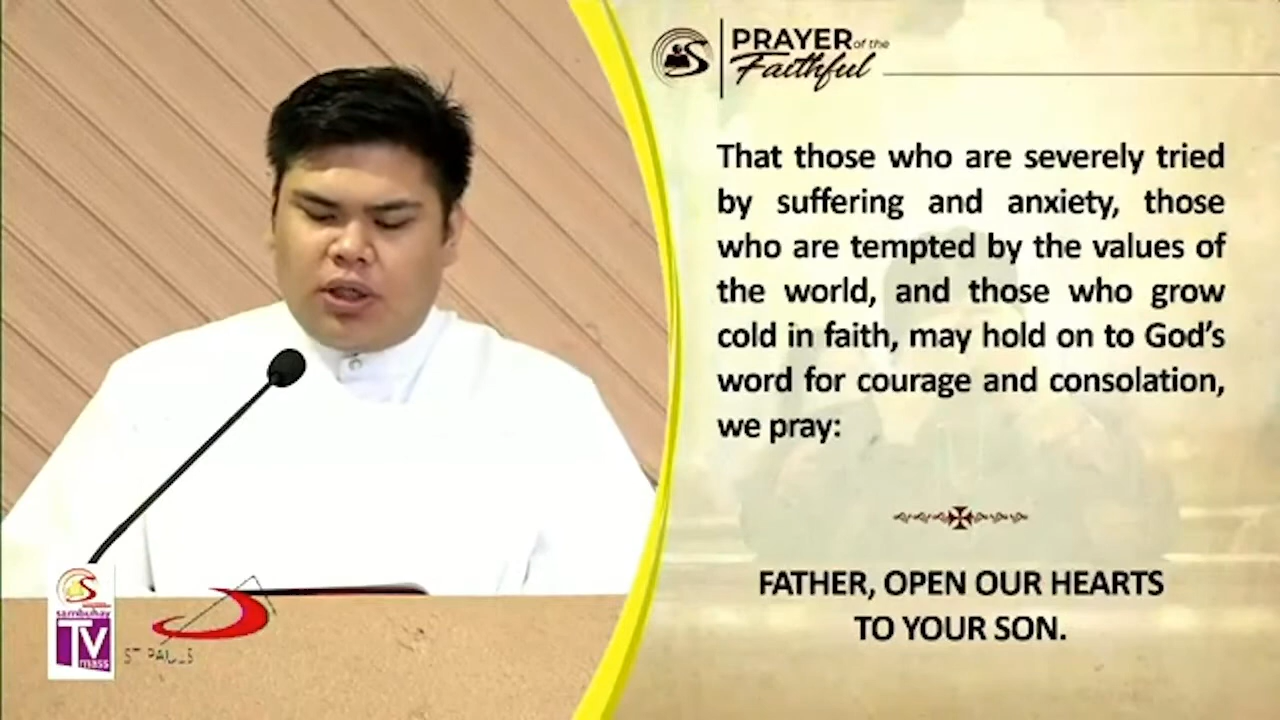 PRAYER of the
Faithful
That those who are severely tried
by suffering and anxiety, those
who are tempted by the values of
the world, and those who grow
cold in faith, may hold on to God's
word for courage and consolation,
we pray:
FATHER, OPEN OUR HEARTS
TO YOUR SON.
sambuhay
TV
mass
ST PAULS